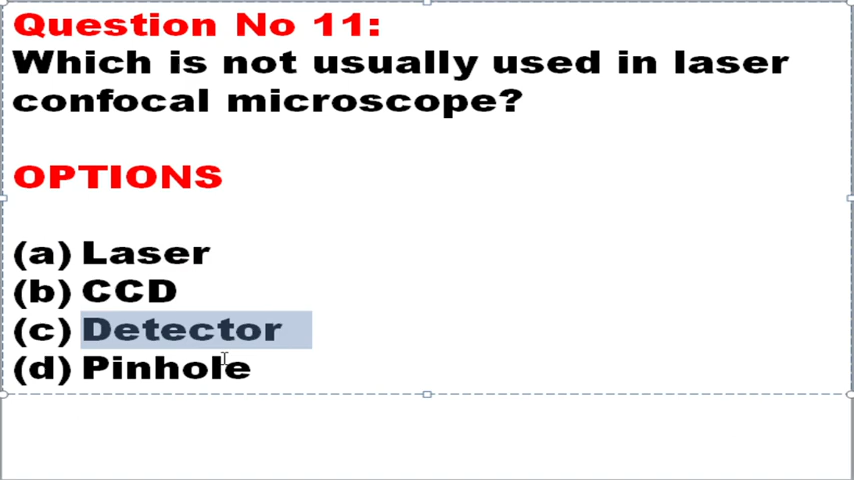 Question No 11:
Which is not usually used in laser
confocal microscope?
OPTIONS
(a) Laser
(b) CCD
(c) Detector
(d) Pinhole